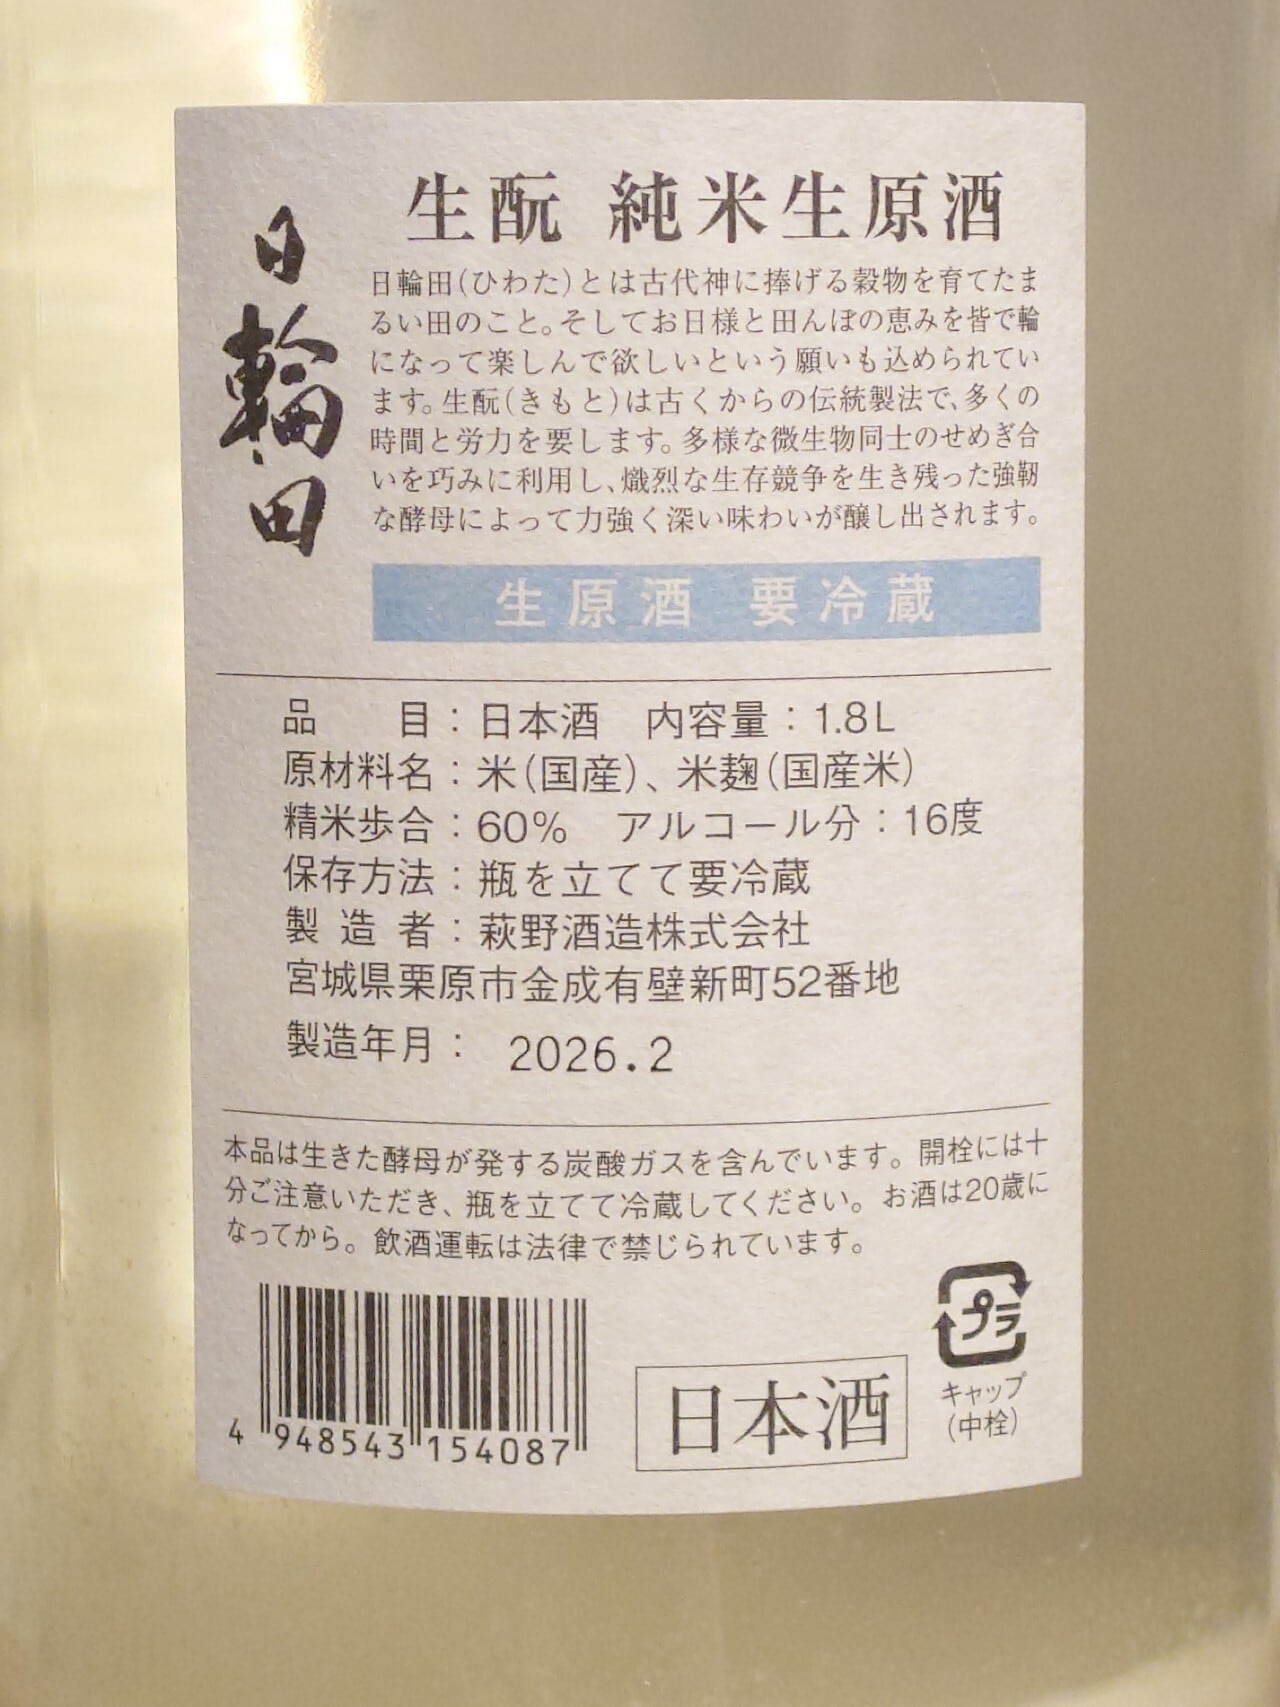 日輪田
生酛 純米生原酒
日輪田(ひわた)とは古代神に捧げる穀物を育てたま
るい田のこと。そしてお日様と田んぼの恵みを皆で輪
になって楽しんで欲しいという願いも込められてい
ます。生酛(きもと)は古くからの伝統製法で、多くの
時間と労力を要します。多様な微生物同士のせめぎ合
いを巧みに利用し、熾烈な生存競争を生き残った強靭
な酵母によって力強く深い味わいが醸し出されます。
生原酒 要冷蔵
品 目:日本酒 内容量:1.8L
原材料名:米(国産)、米麹(国産米)
精米歩合:60% アルコール分:16度
保存方法:瓶を立てて要冷蔵
製造者:萩野酒造株式会社
宮城県栗原市金成有壁新町52番地
製造年月: 2026.2
本品は生きた酵母が発する炭酸ガスを含んでいます。開栓には十
分ご注意いただき、瓶を立てて冷蔵してください。お酒は20歳に
なってから。飲酒運転は法律で禁じられています。
4 948543 154087
日本酒
プラ
キャップ
(中栓)